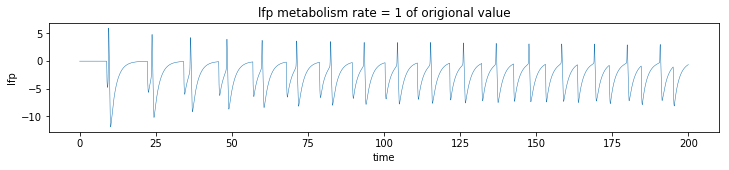 lfp metabolism rate = 1 of origional value
5
0
−5
−10
lfp
0 25 50 75 100 125 150 175 200
time